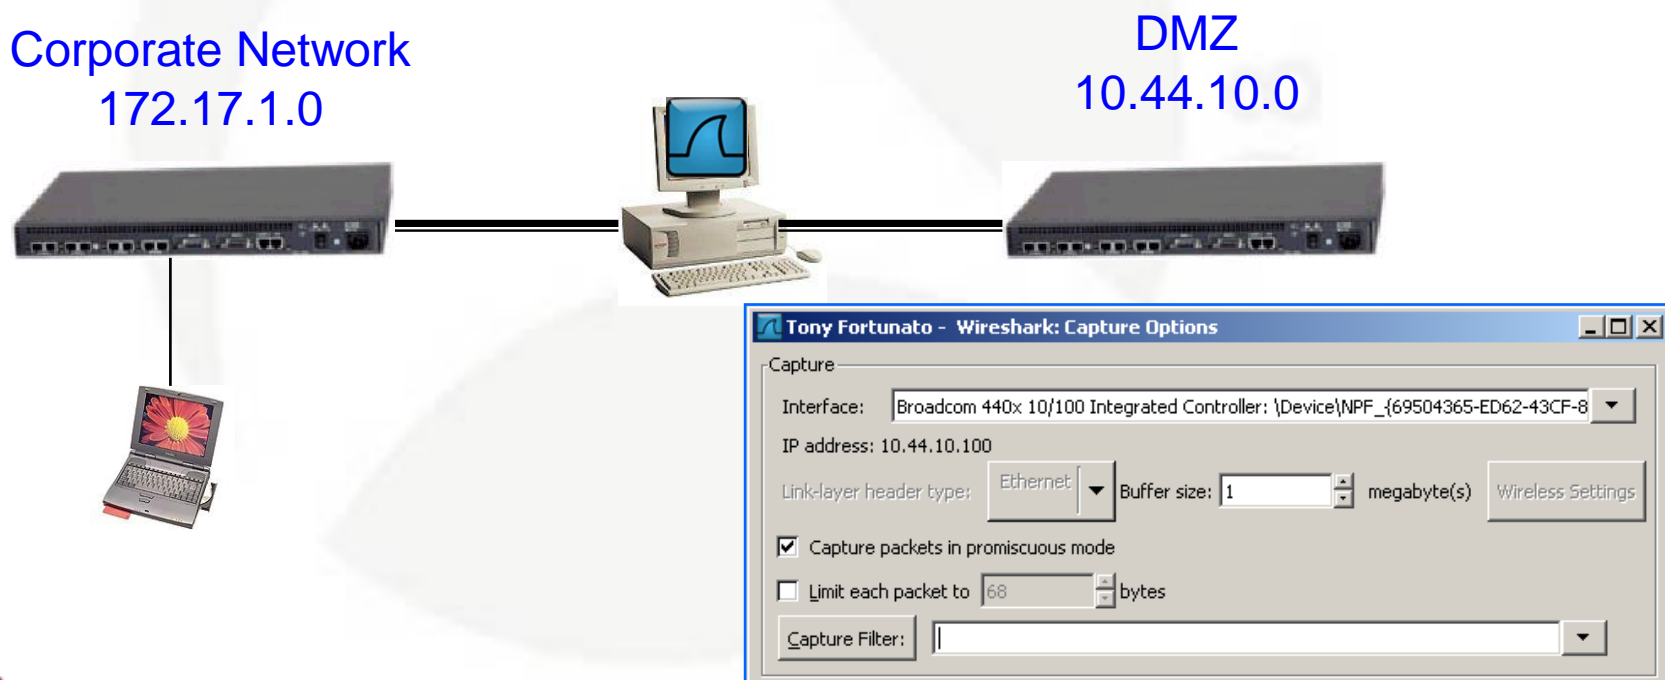 Corporate Network
172.17.1.0
DMZ
10.44.10.0
Tony Fortunato - Wireshark: Capture Options
Capture
Interface: Broadcom 440x 10/100 Integrated Controller: \Device\NPF_{69504365-ED62-43CF-8
IP address: 10.44.10.100
Link-layer header type: Ethernet Buffer size: 1 megabyte(s) Wireless Settings
Capture packets in promiscuous mode
Limit each packet to 68 bytes
Capture Filter: